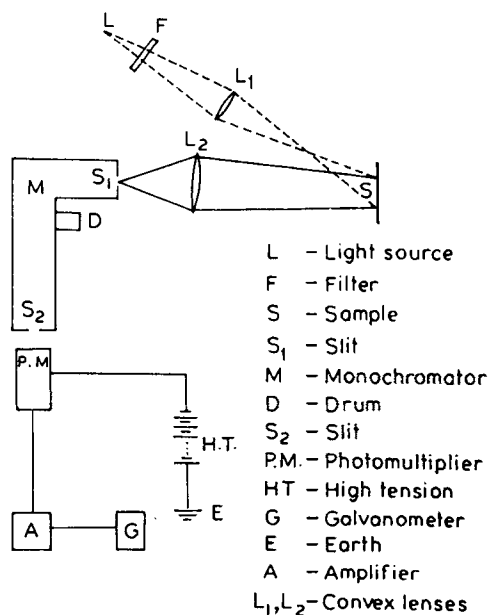 L
F
L₁
L₂
S₁
S
M
D
S₂
P.M
H.T.
E
A
G
L – Light source
F – Filter
S – Sample
S₁ – Slit
M – Monochromator
D – Drum
S₂ – Slit
P.M. – Photomultiplier
HT – High tension
G – Galvanometer
E – Earth
A – Amplifier
L₁,L₂ – Convex lenses